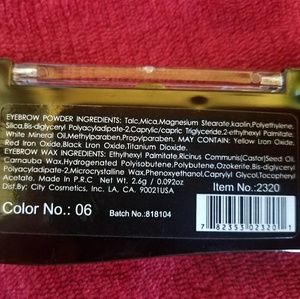 EYEBROW POWDER INGREDIENTS: Talc,Mica,Magnesium Stearate,kaolin,Polyethylene,
Silica,Bis-diglyceryl Polyacyladipate-2,Caprylic/capric Triglyceride,2-ethylhexyl Palmitate,
White Mineral Oil,Methylparaben,Propylparaben, MAY CONTAIN: Yellow Iron Oxide,
Red Iron Oxide,Black Iron Oxide,Titanium Dioxide.
EYEBROW WAX INGREDIENTS: Ethylhexyl Palmitate,Ricinus Communis(Castor)Seed Oil,
Carnauba Wax,Hydrogenated Polyisobutene,Polybutene,Ozokerite,Bis-diglyceryl
Polyacyladipate-2,Microcrystalline Wax,Phenoxyethanol,Caprylyl Glycol,Tocopheryl
Acetate. Made In P.R.C Net Wt. 2.6g / 0.092oz
Dist.By: City Cosmetics. Inc. LA, CA. 90021USA
Item No.: 2320
Color No.: 06
Batch No.:818104
7 82353 02320 1